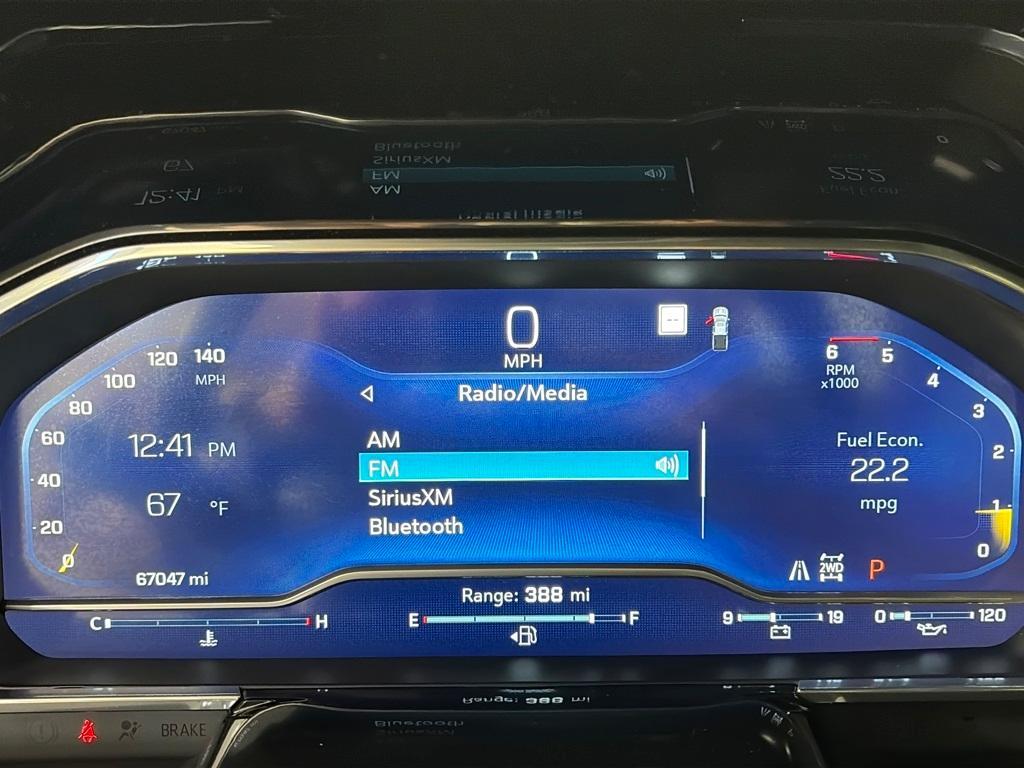 0
MPH
--
120 140
MPH
100
80
60
40
20
0
12:41 PM
67 °F
67047 mi
Radio/Media
AM
FM
SiriusXM
Bluetooth
6 5
RPM
x1000
4
3
2
1
0
Fuel Econ.
22.2
mpg
2WD
P
Range: 388 mi
C H
E F
9 19
0 120
BRAKE